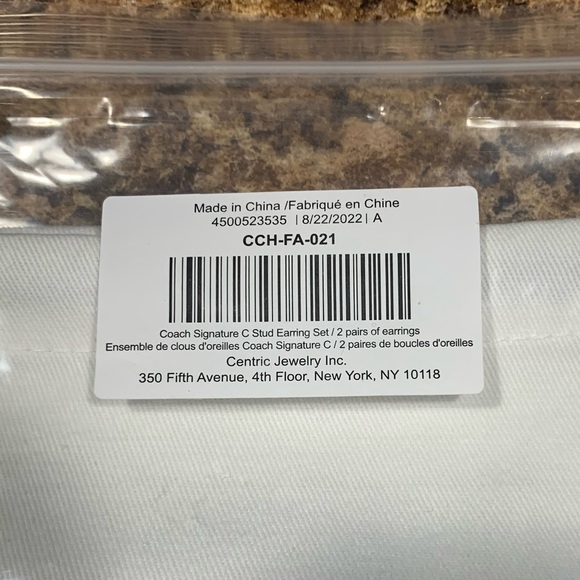 Made in China /Fabriqué en Chine
4500523535 | 8/22/2022 | A
CCH-FA-021
Coach Signature C Stud Earring Set / 2 pairs of earrings
Ensemble de clous d'oreilles Coach Signature C / 2 paires de boucles d'oreilles
Centric Jewelry Inc.
350 Fifth Avenue, 4th Floor, New York, NY 10118